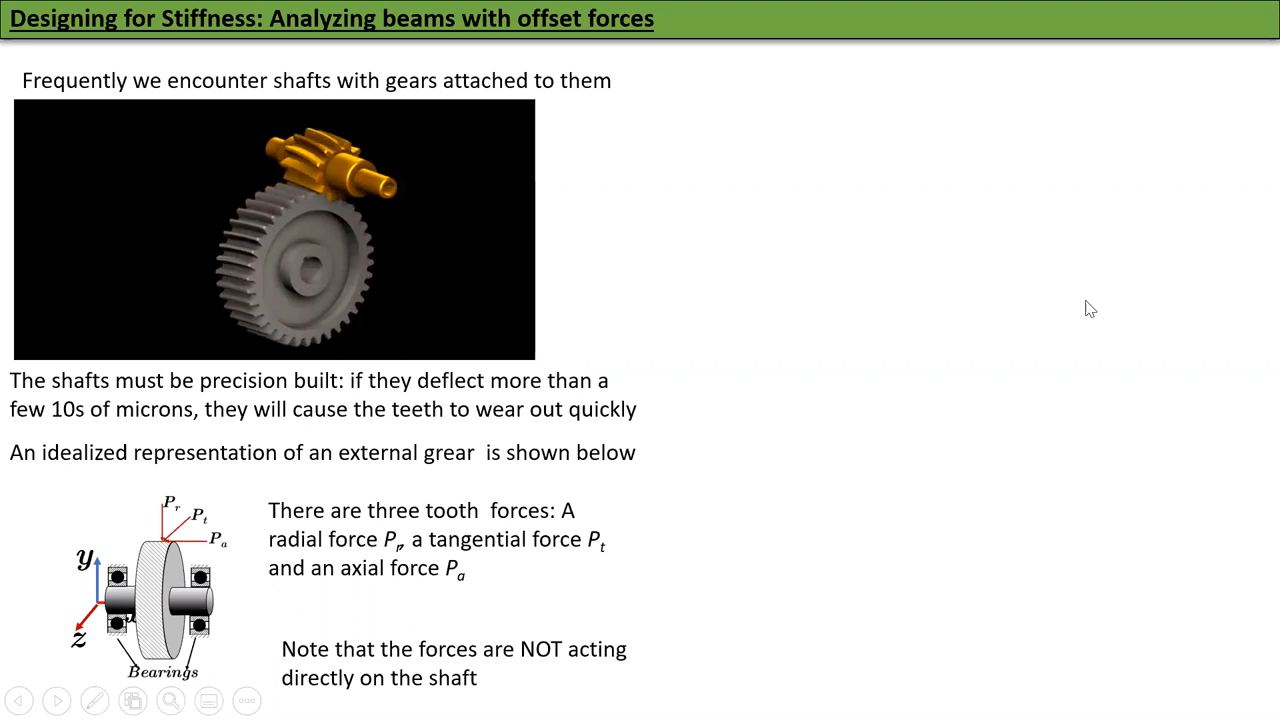 Designing for Stiffness: Analyzing beams with offset forces
Frequently we encounter shafts with gears attached to them
The shafts must be precision built: if they deflect more than a
few 10s of microns, they will cause the teeth to wear out quickly
An idealized representation of an external grear  is shown below
There are three tooth  forces: A
radial force Pr, a tangential force Pt
and an axial force Pa
Pr
Pt
Pa
y
x
z
Bearings
Note that the forces are NOT acting
directly on the shaft